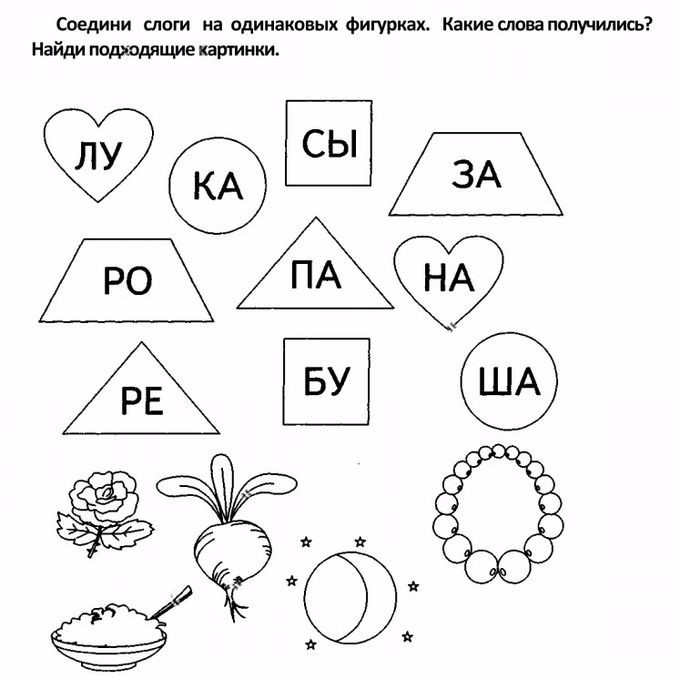 Соедини слоги на одинаковых фигурках. Какие слова получились?
Найди подходящие картинки.
ЛУ
КА
СЫ
ЗА
РО
ПА
НА
РЕ
БУ
ША